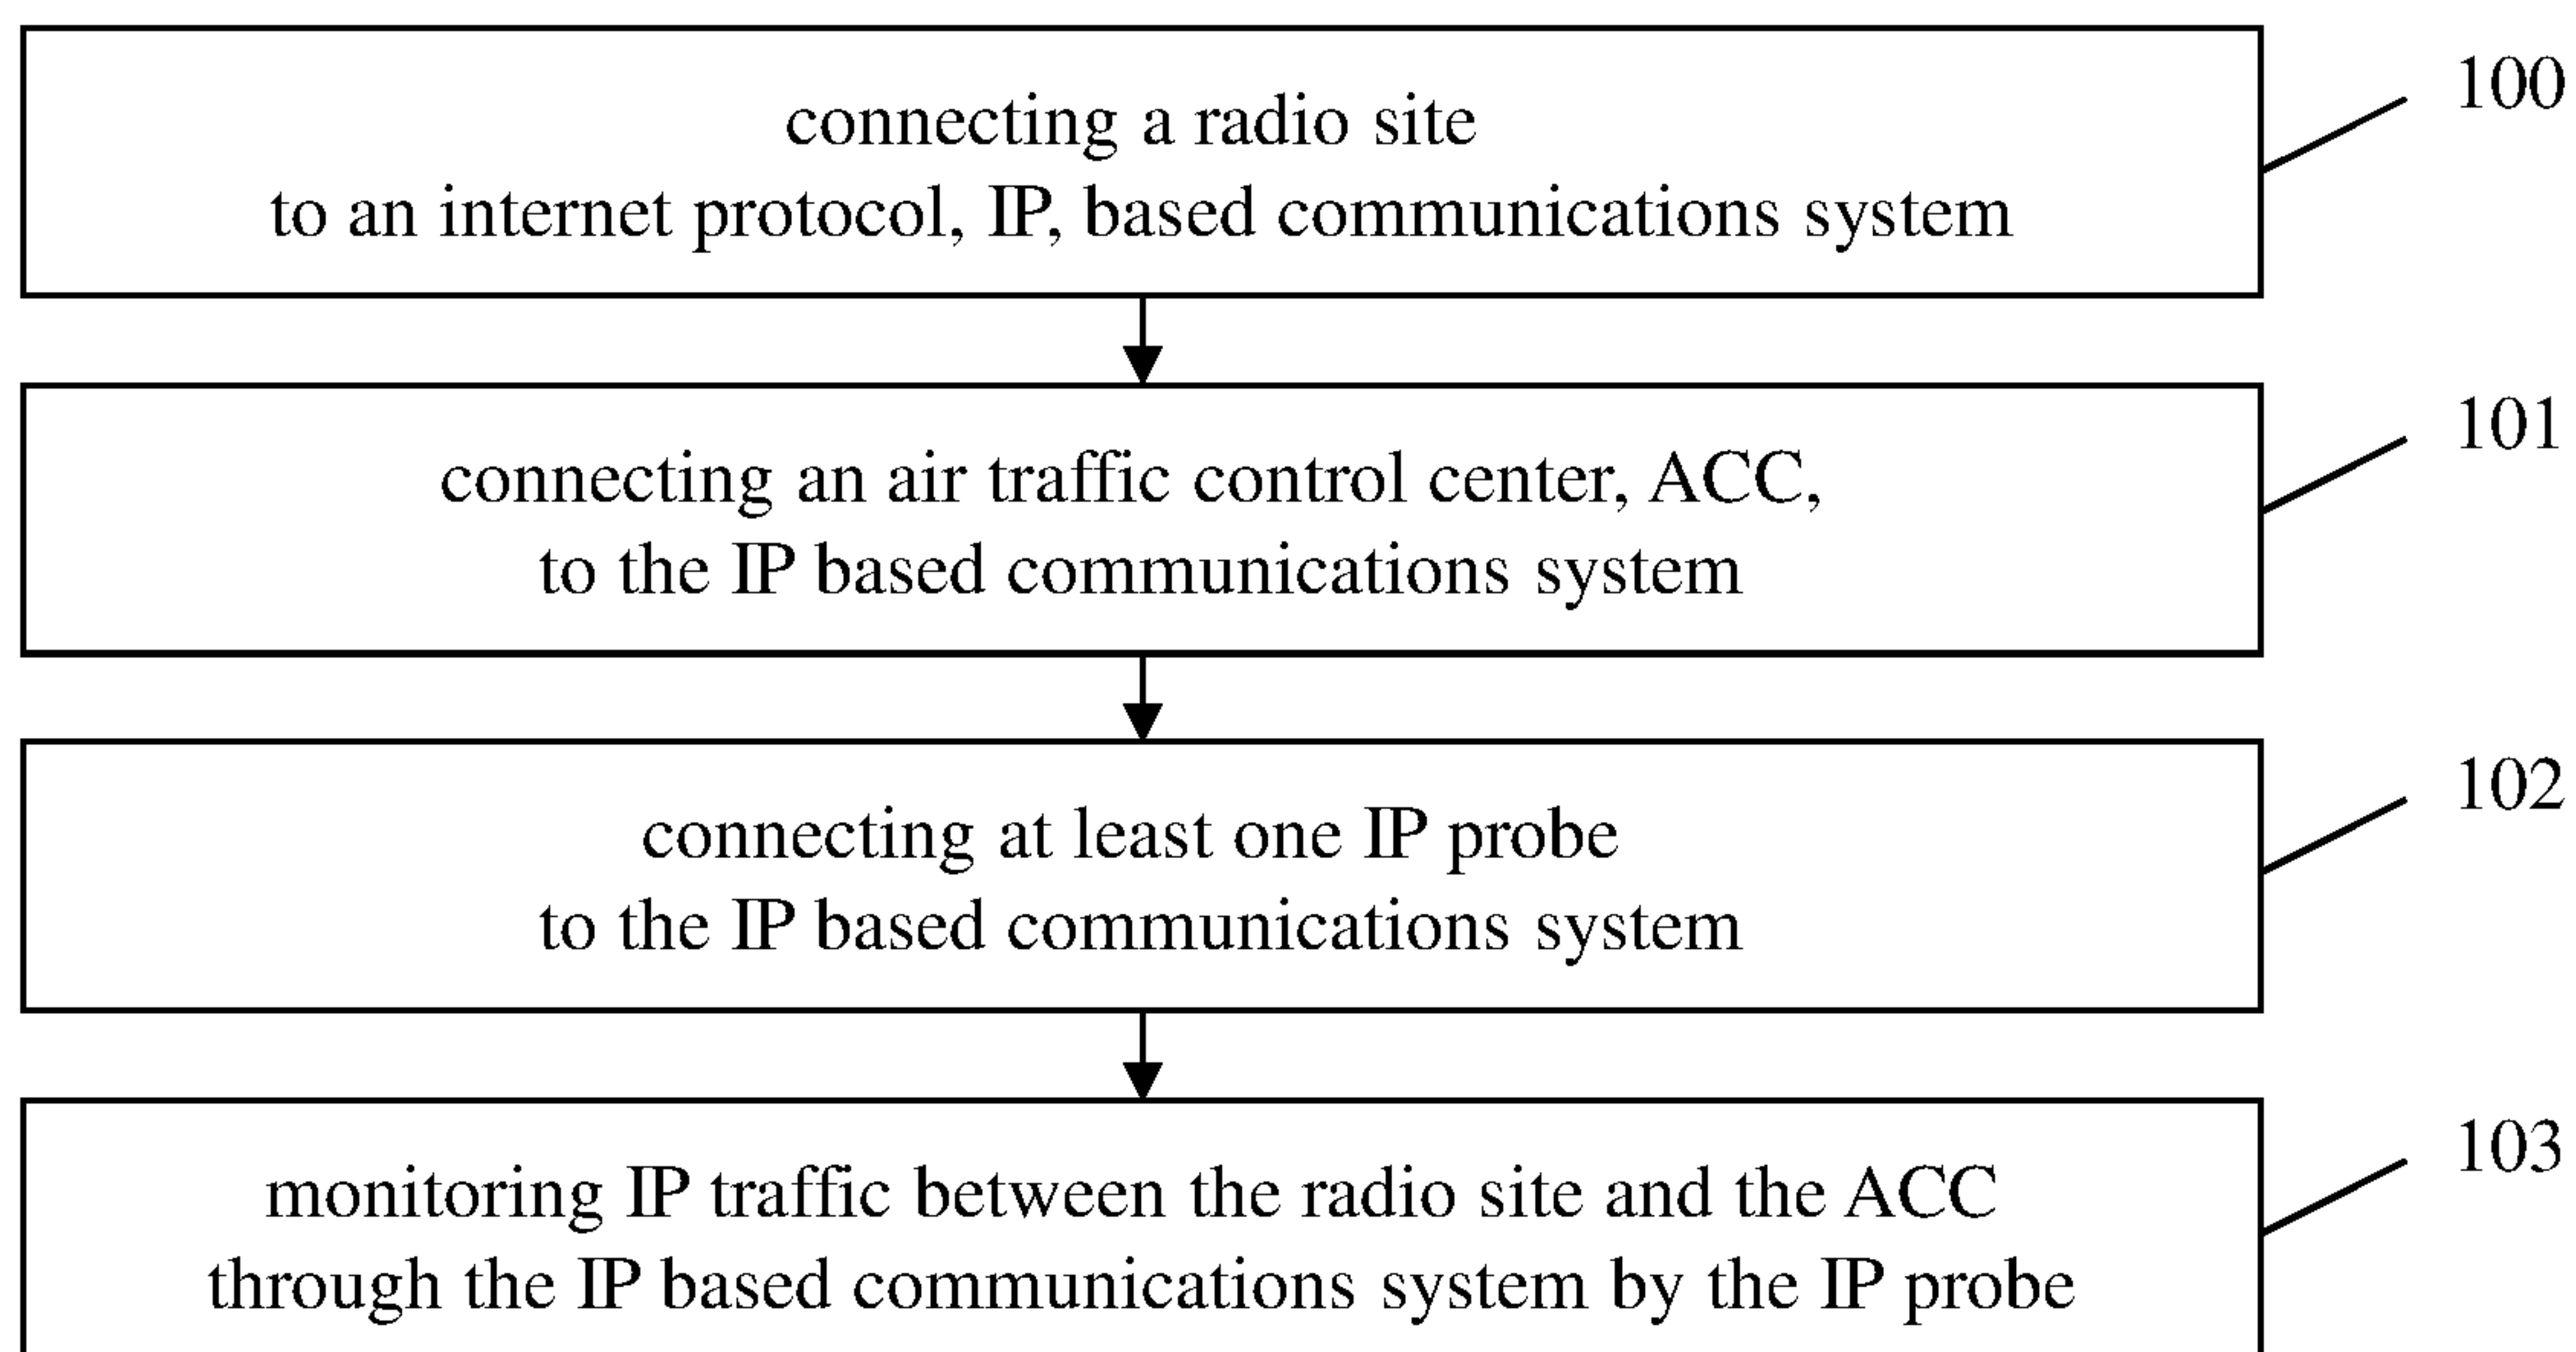 connecting a radio site
to an internet protocol, IP, based communications system
100
connecting an air traffic control center, ACC,
to the IP based communications system
101
connecting at least one IP probe
to the IP based communications system
102
monitoring IP traffic between the radio site and the ACC
through the IP based communications system by the IP probe
103